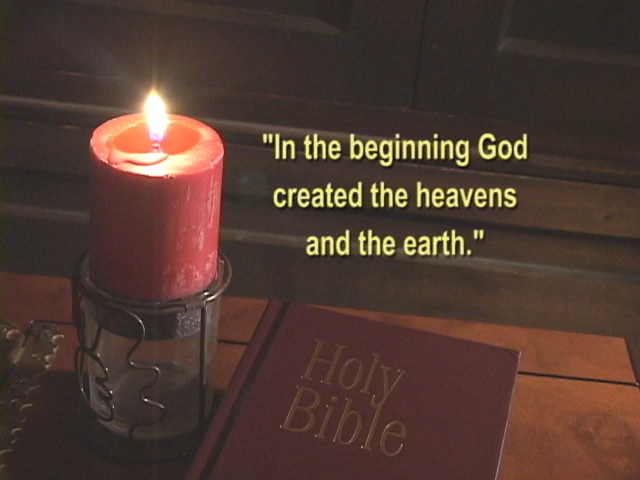 "In the beginning God
created the heavens
and the earth."
Holy
Bible